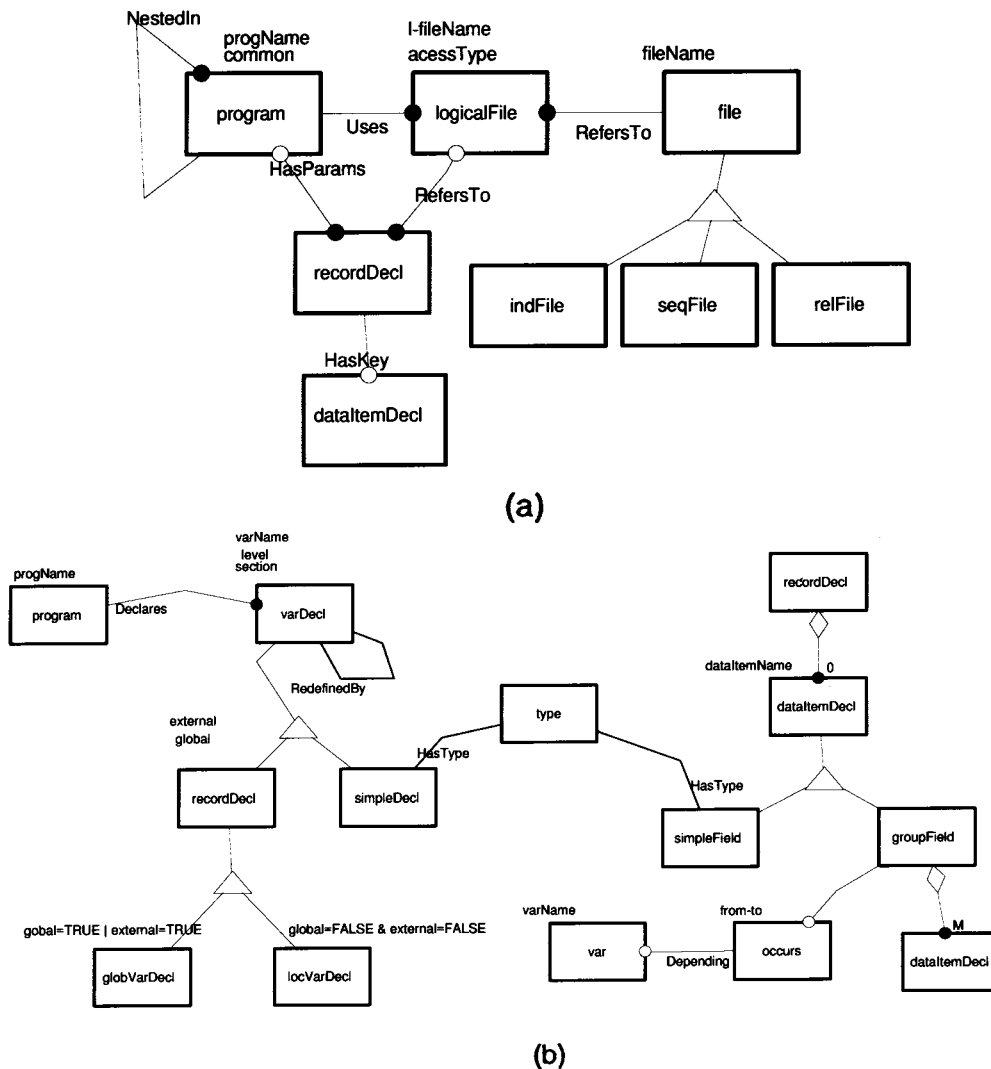 NestedIn
progName
common
program
Uses
l-fileName
acessType
logicalFile
RefersTo
fileName
file
HasParams
RefersTo
recordDecl
indFile
seqFile
relFile
HasKey
dataItemDecl
(a)
varName
level
section
progName
program
Declares
varDecl
RedefinedBy
recordDecl
dataItemName
0
dataItemDecl
type
external
global
HasType
HasType
recordDecl
simpleDecl
simpleField
groupField
gobal=TRUE | external=TRUE
global=FALSE & external=FALSE
globVarDecl
locVarDecl
varName
var
Depending
from-to
occurs
M
dataItemDecl
(b)